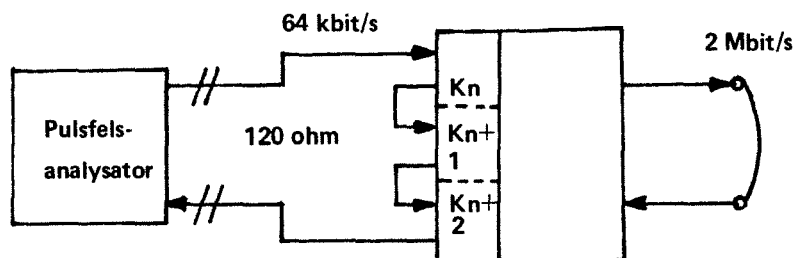 64 kbit/s
2 Mbit/s
Pulsfels-
analysator
120 ohm
Kn
Kn+
1
Kn+
2